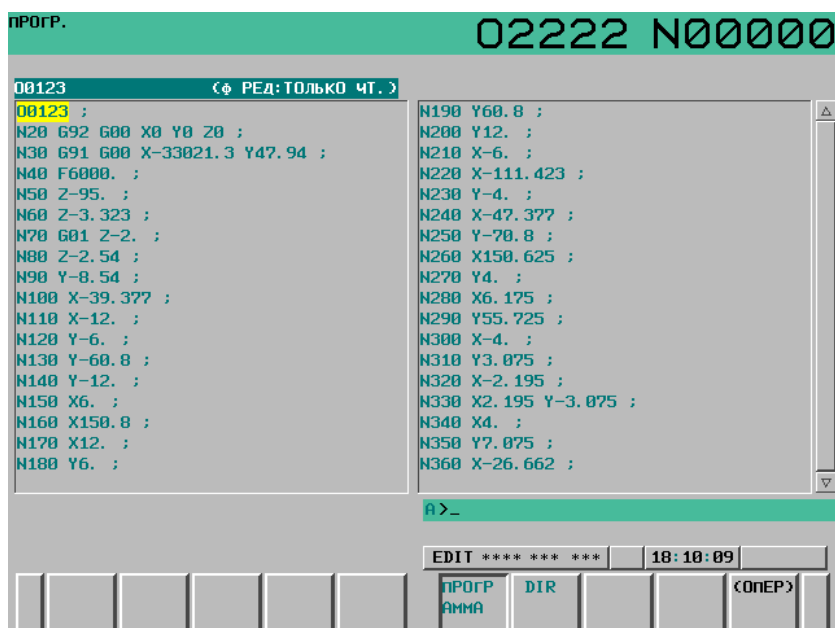 ПРОГР.
O2222 N00000
O0123 (Ф РЕД:ТОЛЬКО ЧТ.)
O0123 ;
N20 G92 G00 X0 Y0 Z0 ;
N30 G91 G00 X-33021.3 Y47.94 ;
N40 F6000. ;
N50 Z-95. ;
N60 Z-3.323 ;
N70 G01 Z-2. ;
N80 Z-2.54 ;
N90 Y-8.54 ;
N100 X-39.377 ;
N110 X-12. ;
N120 Y-6. ;
N130 Y-60.8 ;
N140 Y-12. ;
N150 X6. ;
N160 X150.8 ;
N170 X12. ;
N180 Y6. ;
N190 Y60.8 ;
N200 Y12. ;
N210 X-6. ;
N220 X-111.423 ;
N230 Y-4. ;
N240 X-47.377 ;
N250 Y-70.8 ;
N260 X150.625 ;
N270 Y4. ;
N280 X6.175 ;
N290 Y55.725 ;
N300 X-4. ;
N310 Y3.075 ;
N320 X-2.195 ;
N330 X2.195 Y-3.075 ;
N340 X4. ;
N350 Y7.075 ;
N360 X-26.662 ;
A>_
EDIT **** *** *** 18:10:09
ПРОГР
АММА
DIR
(ОПЕР)